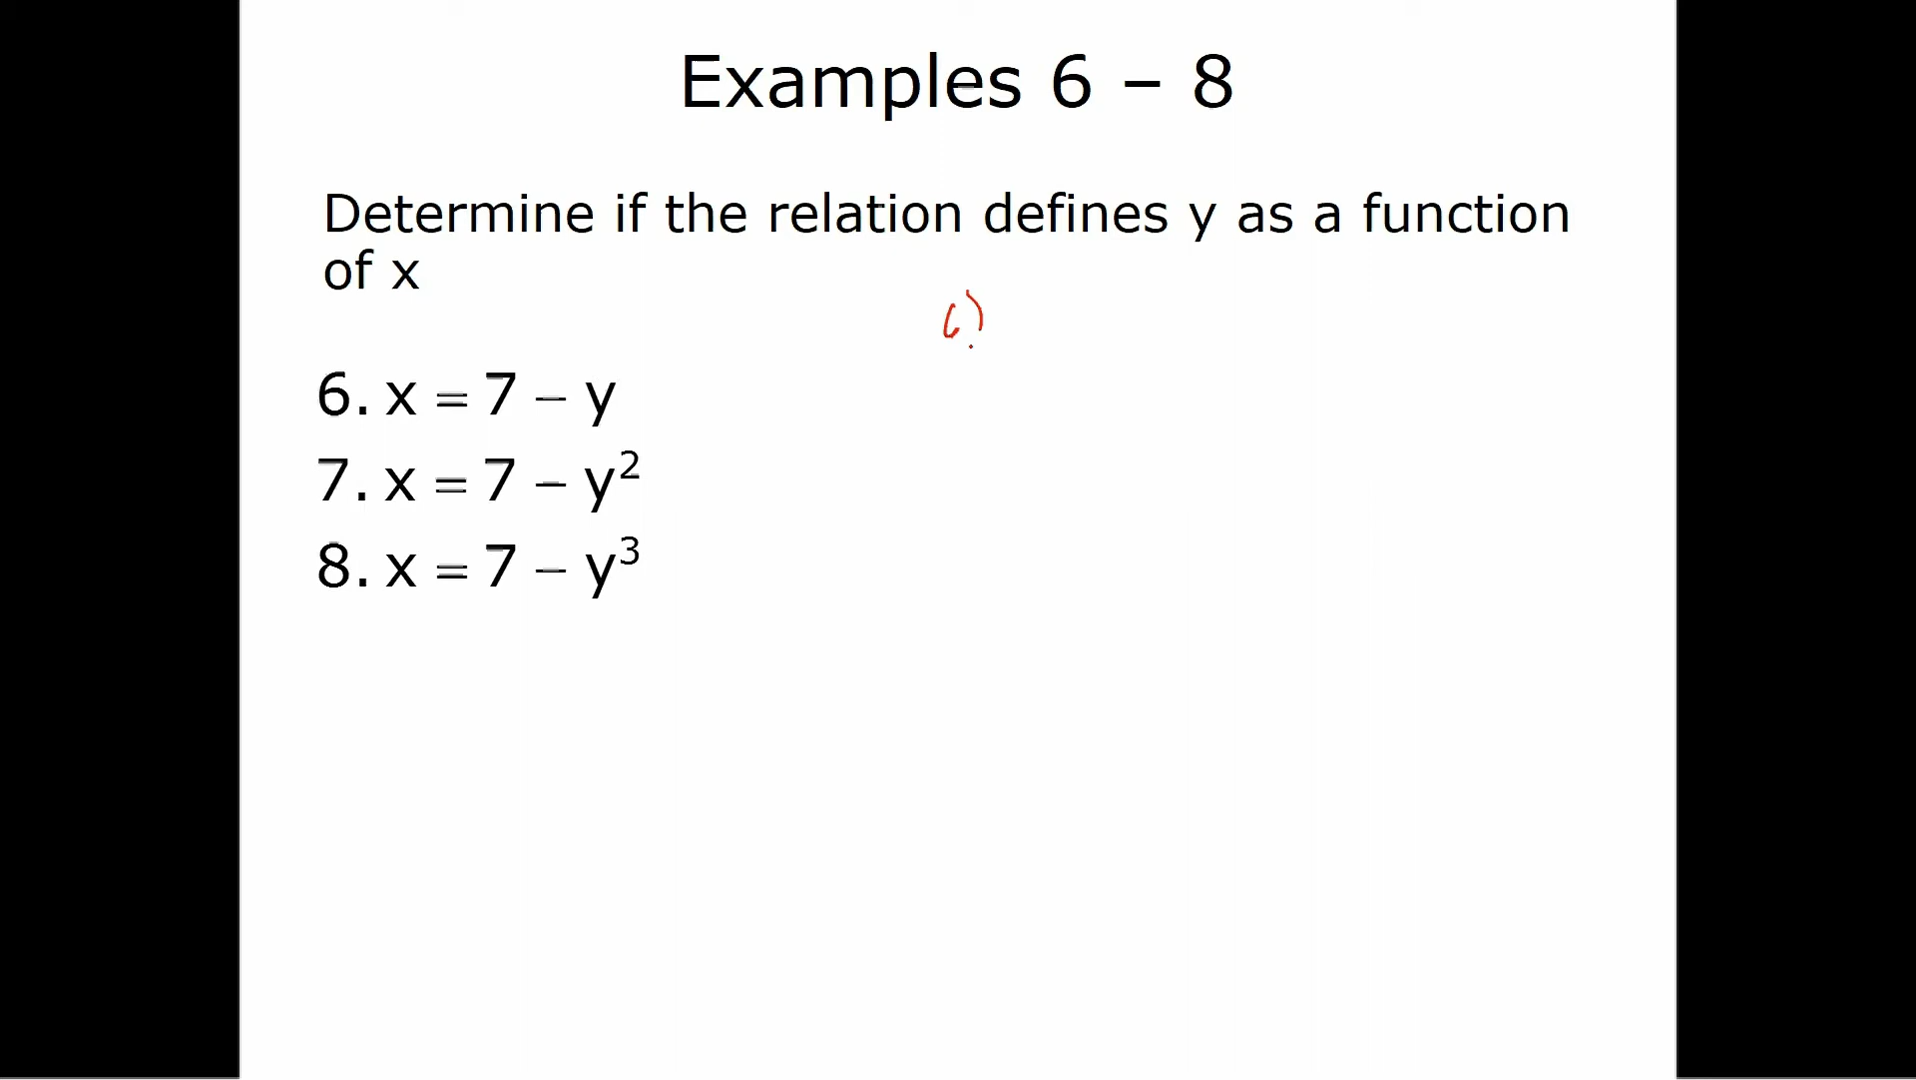 Examples 6 – 8
Determine if the relation defines y as a function
of x
6)
6. x = 7 – y
7. x = 7 – y²
8. x = 7 – y³